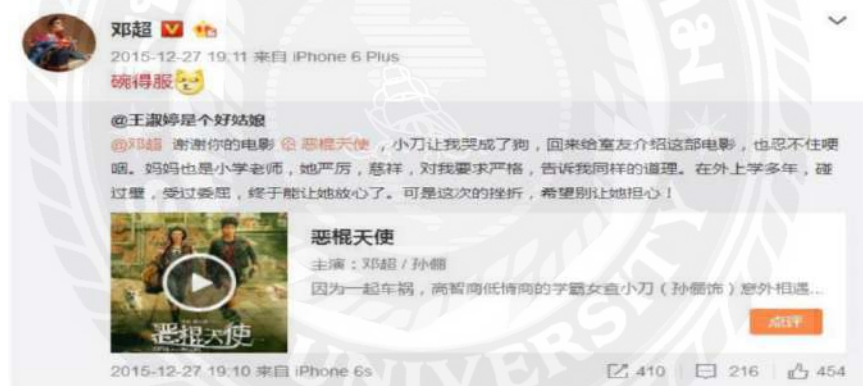 邓超
2015-12-27 19:11 来自 iPhone 6 Plus
碗得服
@王淑婷是个好姑娘
@邓超 谢谢你的电影 恶棍天使 ，小刀让我哭成了狗，回来给室友介绍这部电影，也忍不住哽
咽。妈妈也是小学老师，她严厉，慈祥，对我要求严格，告诉我同样的道理。在外上学多年，碰
过壁，受过委屈，终于能让她放心了。可是这次的挫折，希望别让她担心！
恶棍天使
主演：邓超 / 孙俪
因为一起车祸，高智商低情商的学霸女查小刀（孙俪饰）意外相遇...
恶棍天使
点评
2015-12-27 19:10 来自 iPhone 6s
410
216
454
UNIVERSITY